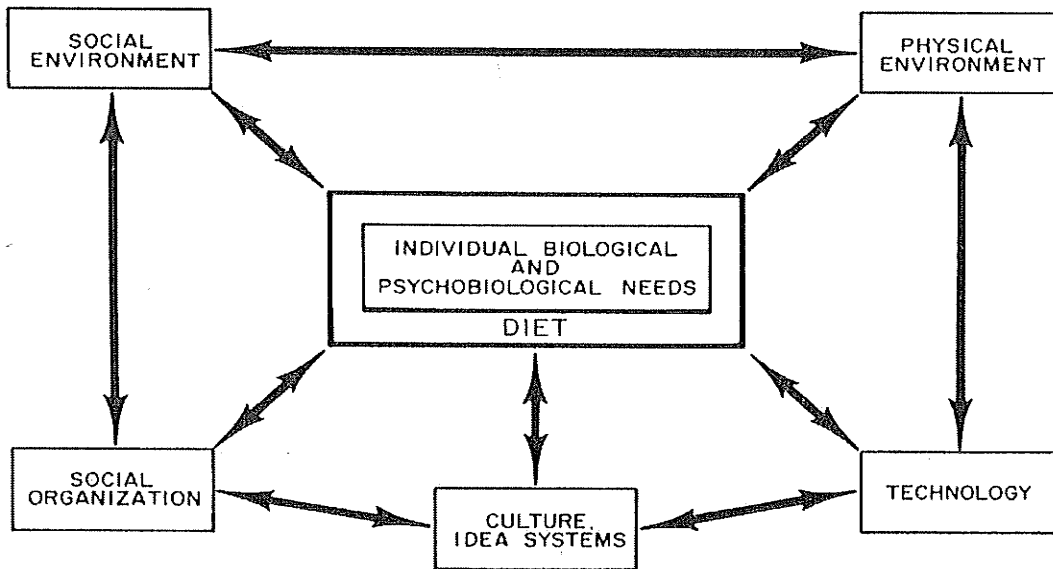 SOCIAL
ENVIRONMENT
PHYSICAL
ENVIRONMENT
INDIVIDUAL BIOLOGICAL
AND
PSYCHOBIOLOGICAL NEEDS
DIET
SOCIAL
ORGANIZATION
CULTURE,
IDEA SYSTEMS
TECHNOLOGY